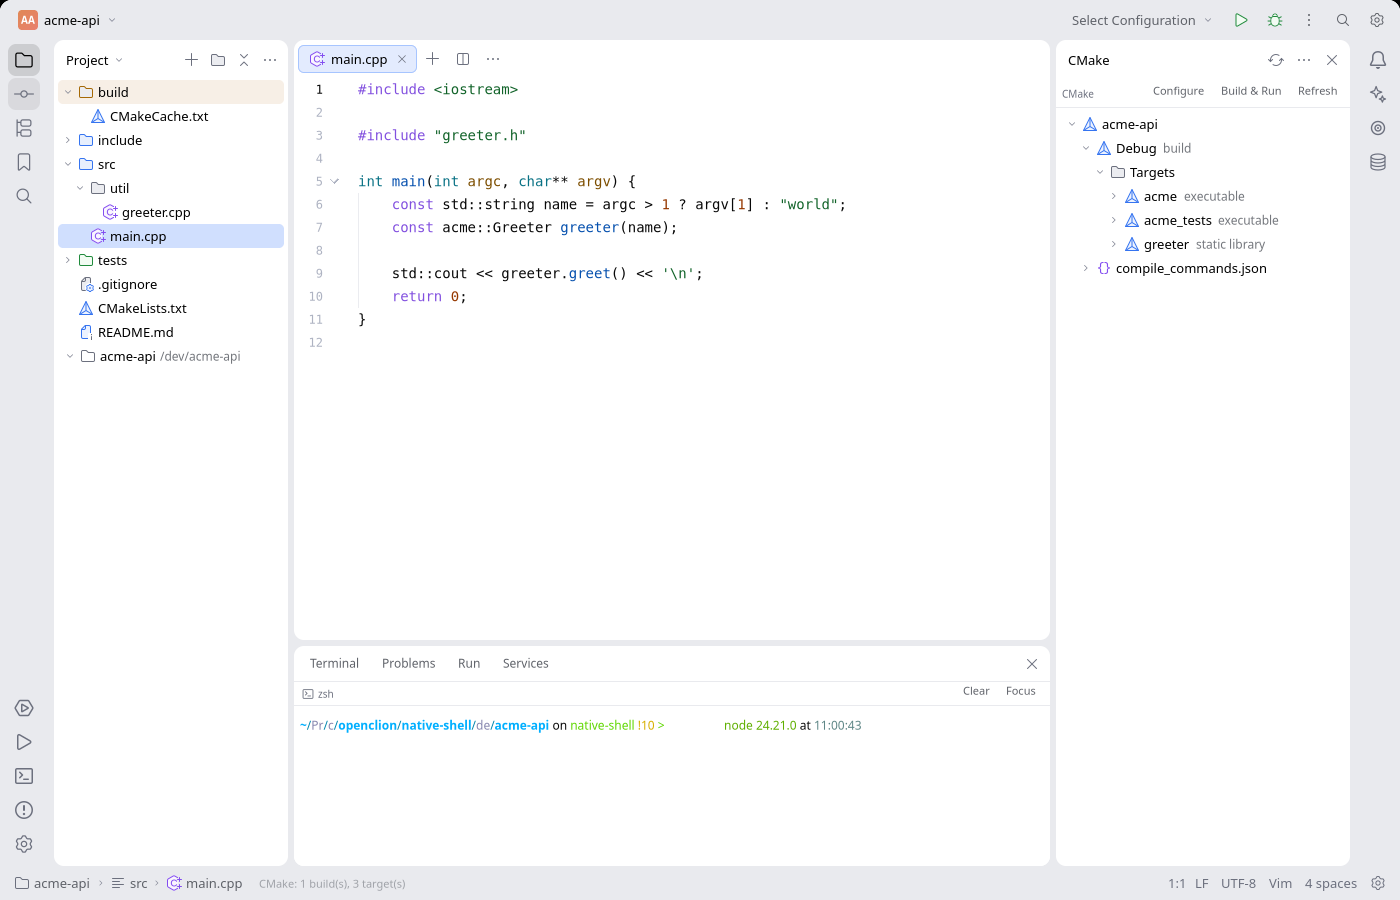 AA acme-api Select Configuration
Project
build
CMakeCache.txt
include
src
util
greeter.cpp
main.cpp
tests
.gitignore
CMakeLists.txt
README.md
acme-api /dev/acme-api
main.cpp
1 #include <iostream>
2
3 #include "greeter.h"
4
5 int main(int argc, char** argv) {
6 const std::string name = argc > 1 ? argv[1] : "world";
7 const acme::Greeter greeter(name);
8
9 std::cout << greeter.greet() << '\n';
10 return 0;
11 }
12
Terminal Problems Run Services
zsh Clear Focus
~/Pr/c/openclion/native-shell/de/acme-api on native-shell !10 > node 24.21.0 at 11:00:43
CMake
CMake Configure Build & Run Refresh
acme-api
Debug build
Targets
acme executable
acme_tests executable
greeter static library
{} compile_commands.json
acme-api src main.cpp CMake: 1 build(s), 3 target(s) 1:1 LF UTF-8 Vim 4 spaces